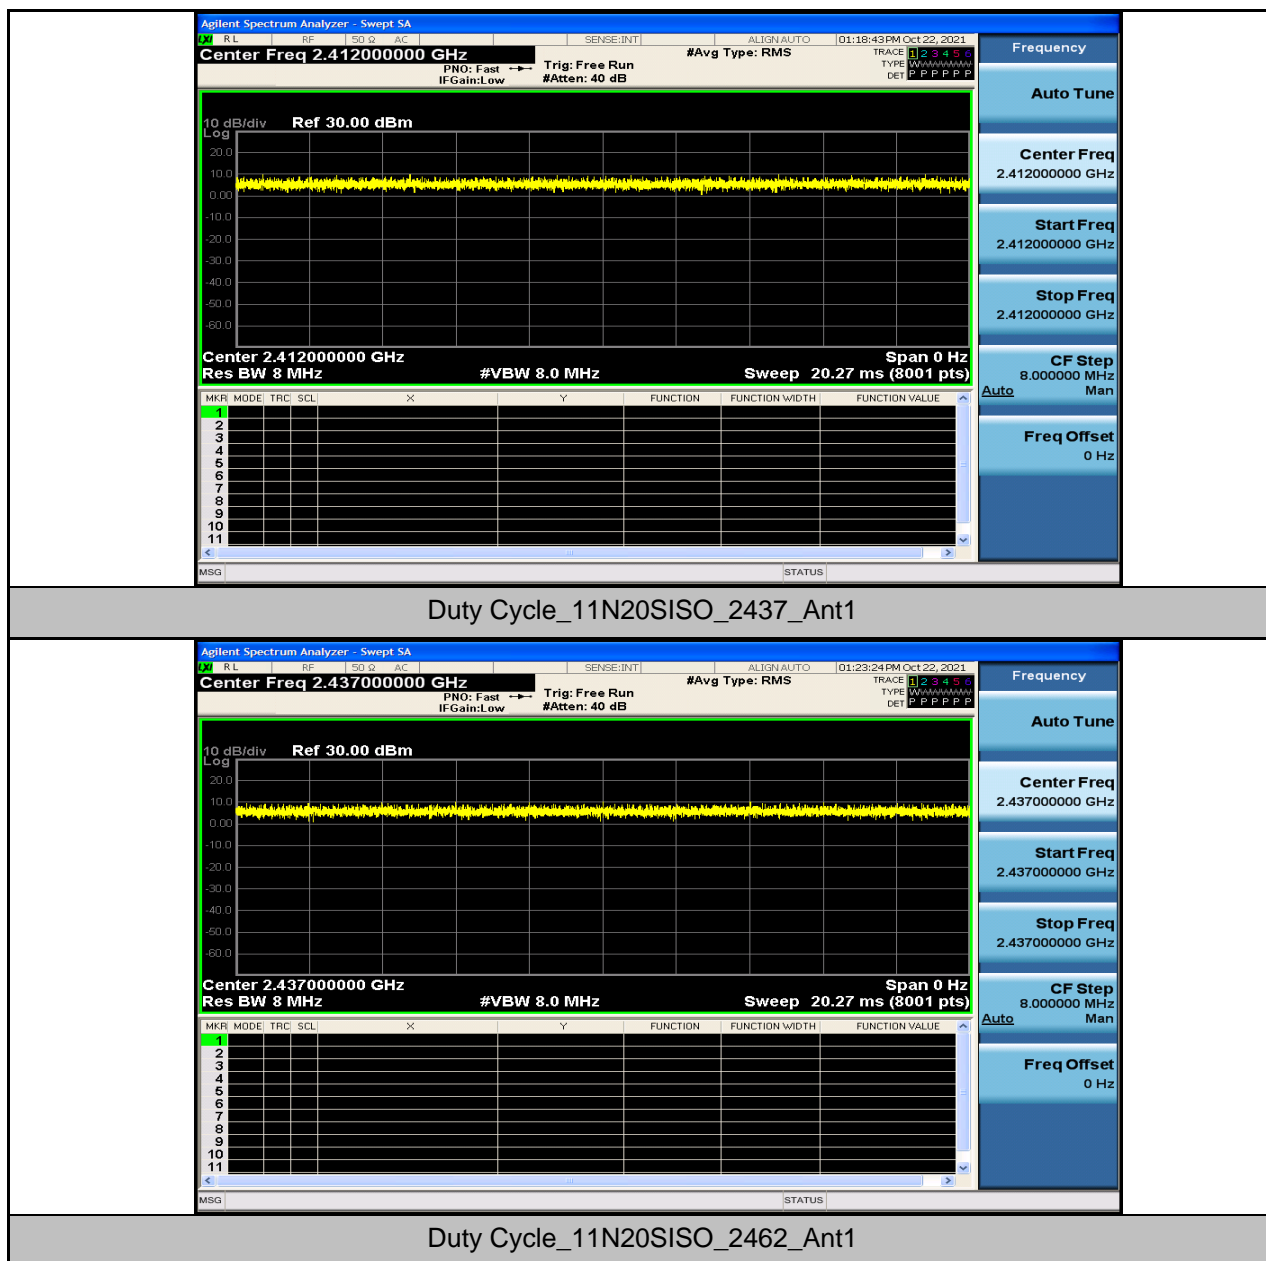 Agilent Spectrum Analyzer - Swept SA
LXI RL RF 50 Ω AC SENSE:INT ALIGN AUTO 01:18:43 PM Oct 22, 2021
Center Freq 2.412000000 GHz #Avg Type: RMS TRACE 1 2 3 4 5 6
PNO: Fast Trig: Free Run TYPE W
IFGain:Low #Atten: 40 dB DET P P P P P P
10 dB/div Ref 30.00 dBm
Log
20.0
10.0
0.00
-10.0
-20.0
-30.0
-40.0
-50.0
-60.0
Center 2.412000000 GHz Span 0 Hz
Res BW 8 MHz #VBW 8.0 MHz Sweep 20.27 ms (8001 pts)
MKR MODE TRC SCL X Y FUNCTION FUNCTION WIDTH FUNCTION VALUE
1
2
3
4
5
6
7
8
9
10
11
MSG STATUS
Frequency
Auto Tune
Center Freq
2.412000000 GHz
Start Freq
2.412000000 GHz
Stop Freq
2.412000000 GHz
CF Step
8.000000 MHz
Auto Man
Freq Offset
0 Hz
Duty Cycle_11N20SISO_2437_Ant1
Agilent Spectrum Analyzer - Swept SA
LXI RL RF 50 Ω AC SENSE:INT ALIGN AUTO 01:23:24 PM Oct 22, 2021
Center Freq 2.437000000 GHz #Avg Type: RMS TRACE 1 2 3 4 5 6
PNO: Fast Trig: Free Run TYPE W
IFGain:Low #Atten: 40 dB DET P P P P P P
10 dB/div Ref 30.00 dBm
Log
20.0
10.0
0.00
-10.0
-20.0
-30.0
-40.0
-50.0
-60.0
Center 2.437000000 GHz Span 0 Hz
Res BW 8 MHz #VBW 8.0 MHz Sweep 20.27 ms (8001 pts)
MKR MODE TRC SCL X Y FUNCTION FUNCTION WIDTH FUNCTION VALUE
1
2
3
4
5
6
7
8
9
10
11
MSG STATUS
Frequency
Auto Tune
Center Freq
2.437000000 GHz
Start Freq
2.437000000 GHz
Stop Freq
2.437000000 GHz
CF Step
8.000000 MHz
Auto Man
Freq Offset
0 Hz
Duty Cycle_11N20SISO_2462_Ant1